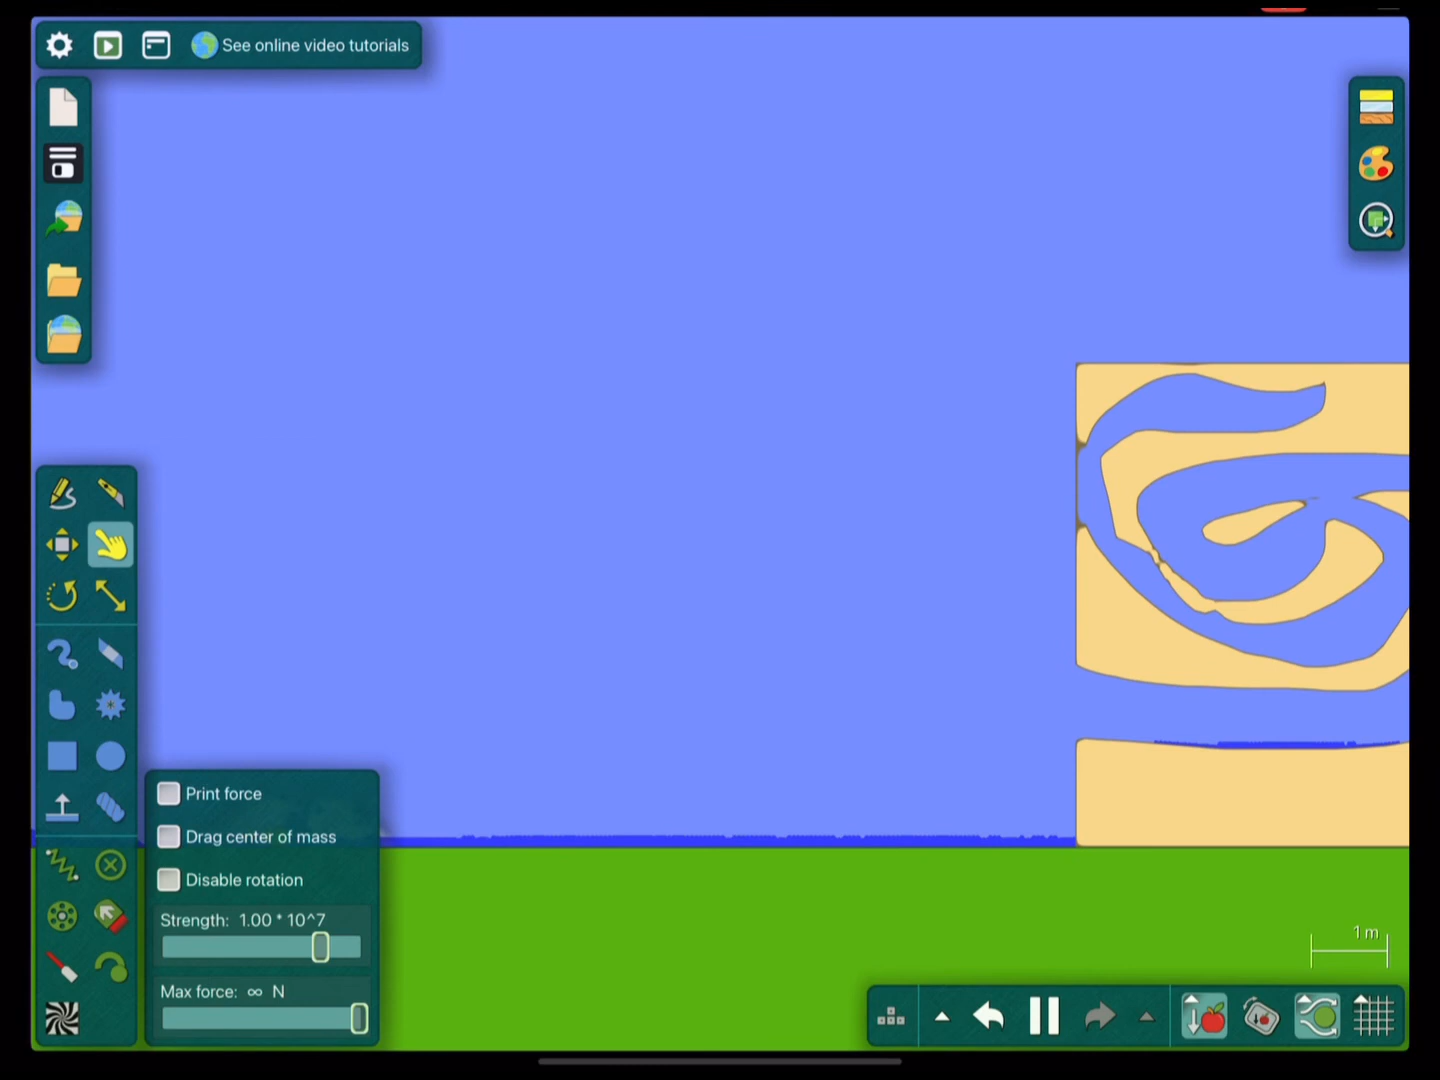 See online video tutorials
Print force
Drag center of mass
Disable rotation
Strength: 1.00 * 10^7
Max force: ∞ N
1 m